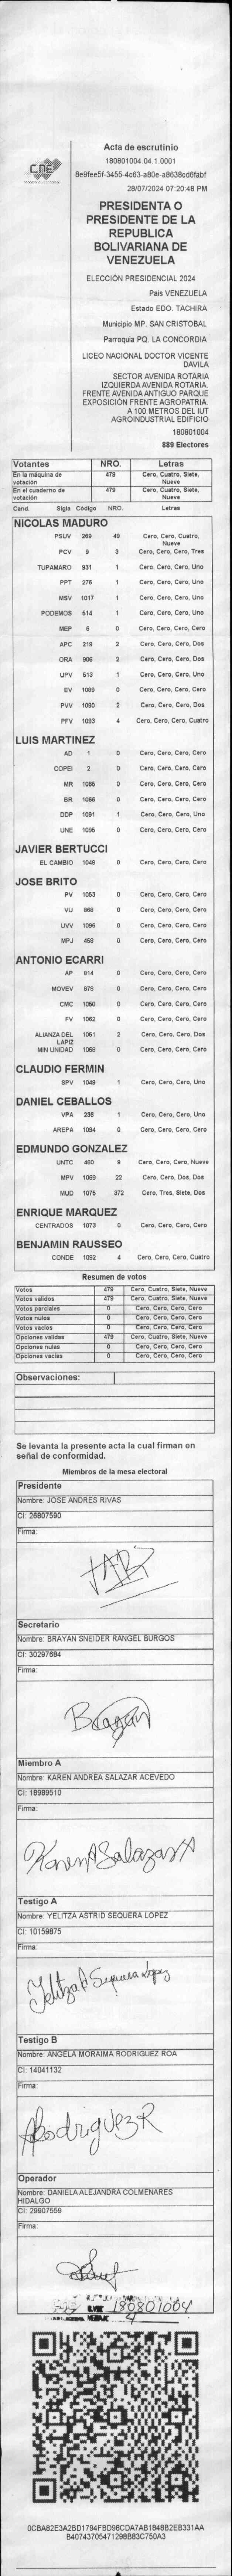 CNE
Acta de escrutinio
180801004.04.1.0001
8e9fee5f-3455-4c63-a80e-a8638cd6fabf
28/07/2024 07:20:48 PM
PRESIDENTA O
PRESIDENTE DE LA
REPUBLICA
BOLIVARIANA DE
VENEZUELA
ELECCIÓN PRESIDENCIAL 2024
País VENEZUELA
Estado EDO. TACHIRA
Municipio MP. SAN CRISTOBAL
Parroquia PQ. LA CONCORDIA
LICEO NACIONAL DOCTOR VICENTE
DAVILA
SECTOR AVENIDA ROTARIA
IZQUIERDA AVENIDA ROTARIA.
FRENTE AVENIDA ANTIGUO PARQUE
EXPOSICIÓN FRENTE AGROPATRIA.
A 100 METROS DEL IUT
AGROINDUSTRIAL EDIFICIO
180801004
889 Electores
Votantes NRO. Letras
En la máquina de votación 479 Cero, Cuatro, Siete, Nueve
En el cuaderno de votación 479 Cero, Cuatro, Siete, Nueve
Cand. Sigla Código NRO. Letras
NICOLAS MADURO
PSUV 268 49 Cero, Cero, Cuatro, Nueve
PCV 9 3 Cero, Cero, Cero, Tres
TUPAMARO 931 1 Cero, Cero, Cero, Uno
PPT 276 1 Cero, Cero, Cero, Uno
MSV 1017 1 Cero, Cero, Cero, Uno
PODEMOS 514 1 Cero, Cero, Cero, Uno
MEP 6 0 Cero, Cero, Cero, Cero
APC 219 2 Cero, Cero, Cero, Dos
ORA 906 2 Cero, Cero, Cero, Dos
UPV 513 1 Cero, Cero, Cero, Uno
EV 1089 0 Cero, Cero, Cero, Cero
PVV 1090 2 Cero, Cero, Cero, Dos
PFV 1093 4 Cero, Cero, Cero, Cuatro
LUIS MARTINEZ
AD 1 0 Cero, Cero, Cero, Cero
COPEI 2 0 Cero, Cero, Cero, Cero
MR 1065 0 Cero, Cero, Cero, Cero
BR 1066 0 Cero, Cero, Cero, Cero
DDP 1091 1 Cero, Cero, Cero, Uno
UNE 1095 0 Cero, Cero, Cero, Cero
JAVIER BERTUCCI
EL CAMBIO 1048 0 Cero, Cero, Cero, Cero
JOSE BRITO
PV 1053 0 Cero, Cero, Cero, Cero
VU 868 0 Cero, Cero, Cero, Cero
UVV 1096 0 Cero, Cero, Cero, Cero
MPJ 458 0 Cero, Cero, Cero, Cero
ANTONIO ECARRI
AP 914 0 Cero, Cero, Cero, Cero
MOVEV 878 0 Cero, Cero, Cero, Cero
CMC 1050 0 Cero, Cero, Cero, Cero
FV 1062 0 Cero, Cero, Cero, Cero
ALIANZA DEL LAPIZ 1051 2 Cero, Cero, Cero, Dos
MIN UNIDAD 1068 0 Cero, Cero, Cero, Cero
CLAUDIO FERMIN
SPV 1049 1 Cero, Cero, Cero, Uno
DANIEL CEBALLOS
VPA 236 1 Cero, Cero, Cero, Uno
AREPA 1094 0 Cero, Cero, Cero, Cero
EDMUNDO GONZALEZ
UNTC 460 9 Cero, Cero, Cero, Nueve
MPV 1069 22 Cero, Cero, Dos, Dos
MUD 1075 372 Cero, Tres, Siete, Dos
ENRIQUE MARQUEZ
CENTRADOS 1073 0 Cero, Cero, Cero, Cero
BENJAMIN RAUSSEO
CONDE 1092 4 Cero, Cero, Cero, Cuatro
Resumen de votos
Votos 479 Cero, Cuatro, Siete, Nueve
Votos validos 479 Cero, Cuatro, Siete, Nueve
Votos parciales 0 Cero, Cero, Cero, Cero
Votos nulos 0 Cero, Cero, Cero, Cero
Votos vacios 0 Cero, Cero, Cero, Cero
Opciones validas 479 Cero, Cuatro, Siete, Nueve
Opciones nulas 0 Cero, Cero, Cero, Cero
Opciones vacias 0 Cero, Cero, Cero, Cero
Observaciones:
Se levanta la presente acta la cual firman en
señal de conformidad.
Miembros de la mesa electoral
Presidente
Nombre: JOSE ANDRES RIVAS
CI: 26807590
Firma:
Secretario
Nombre: BRAYAN SNEIDER RANGEL BURGOS
CI: 30297684
Firma:
Brayan
Miembro A
Nombre: KAREN ANDREA SALAZAR ACEVEDO
CI: 18989510
Firma:
Karen A Salazar A
Testigo A
Nombre: YELITZA ASTRID SEQUERA LOPEZ
CI: 10159875
Firma:
Yelitza A Sequera Lopez
Testigo B
Nombre: ANGELA MORAIMA RODRIGUEZ ROA
CI: 14041132
Firma:
ARodriguez R
Operador
Nombre: DANIELA ALEJANDRA COLMENARES
HIDALGO
CI: 29907559
Firma:
180801004
4
0CBA82E3A2BD1794FBD98CDA7AB1848B2EB331AA
B40743705471298B83C750A3